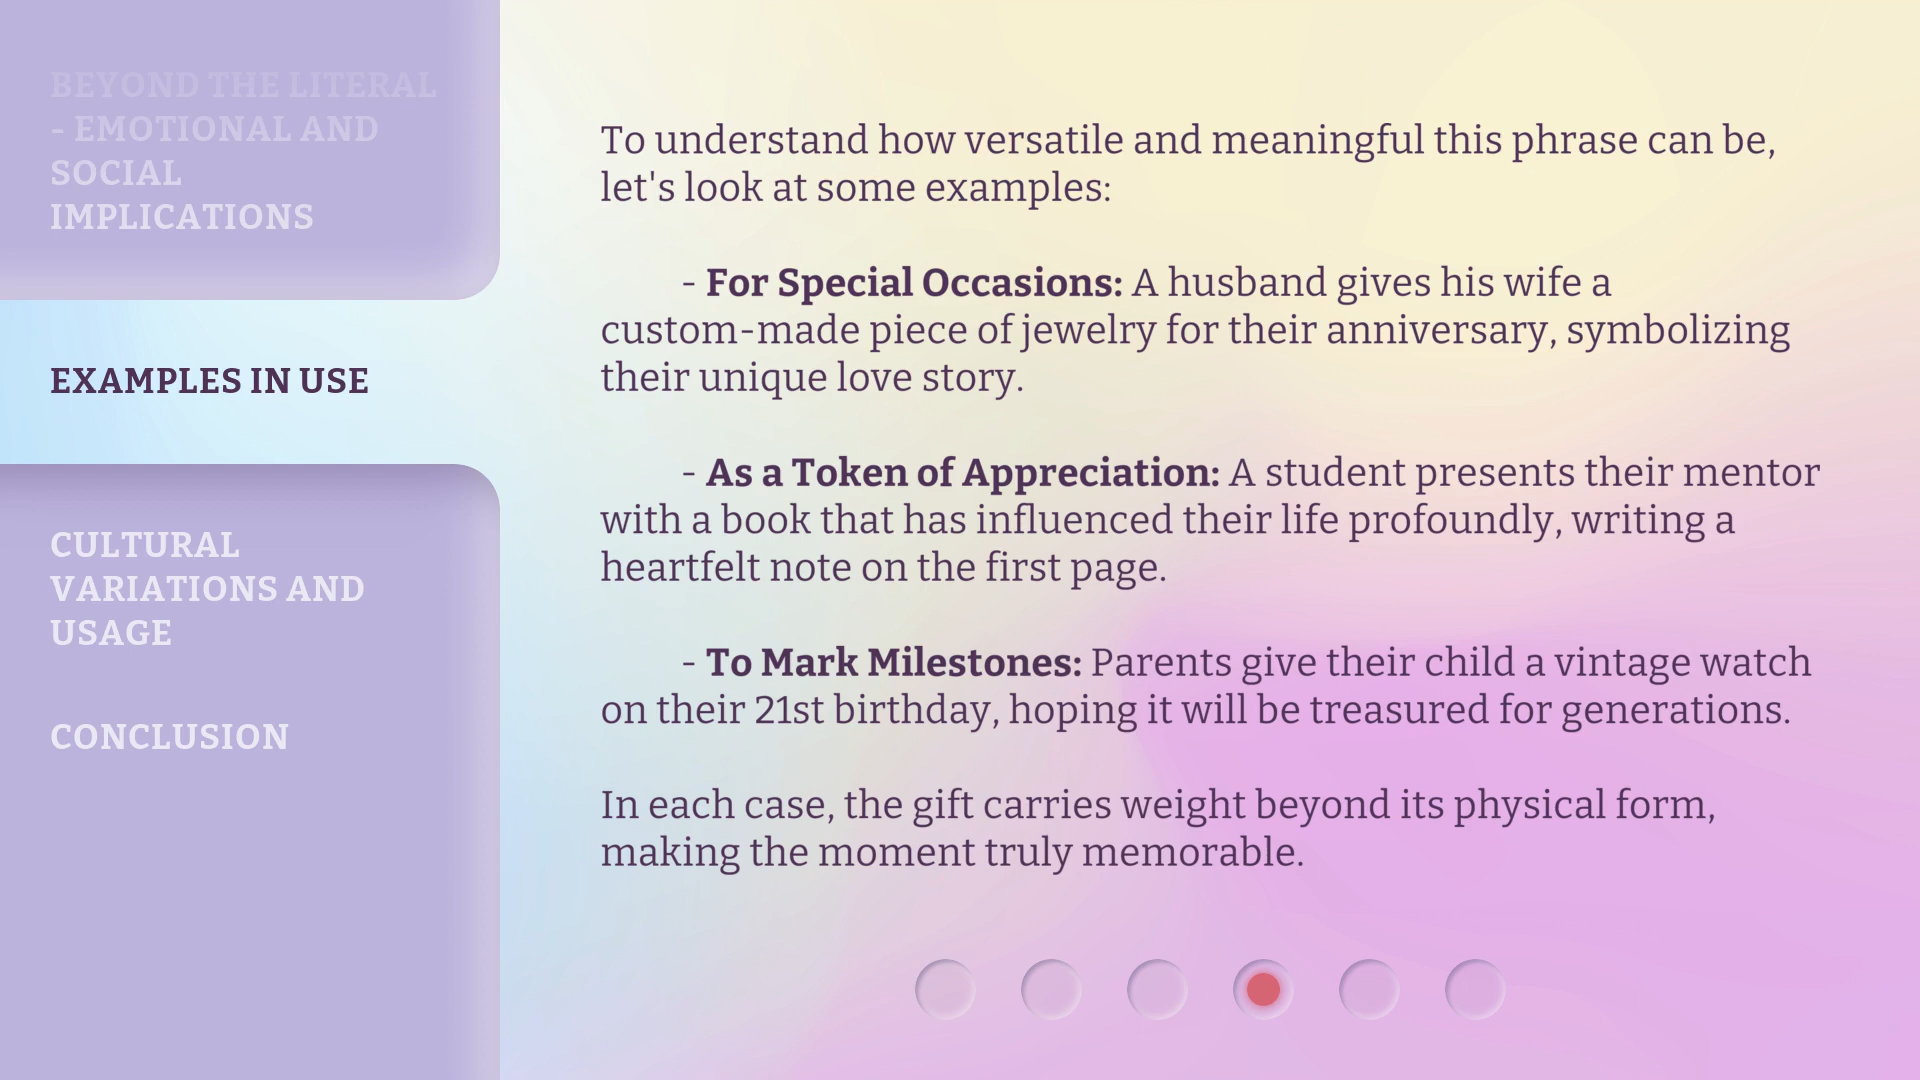 BEYOND THE LITERAL
- EMOTIONAL AND
SOCIAL
IMPLICATIONS
EXAMPLES IN USE
CULTURAL
VARIATIONS AND
USAGE
CONCLUSION
To understand how versatile and meaningful this phrase can be,
let's look at some examples:
- For Special Occasions: A husband gives his wife a
custom-made piece of jewelry for their anniversary, symbolizing
their unique love story.
- As a Token of Appreciation: A student presents their mentor
with a book that has influenced their life profoundly, writing a
heartfelt note on the first page.
- To Mark Milestones: Parents give their child a vintage watch
on their 21st birthday, hoping it will be treasured for generations.
In each case, the gift carries weight beyond its physical form,
making the moment truly memorable.